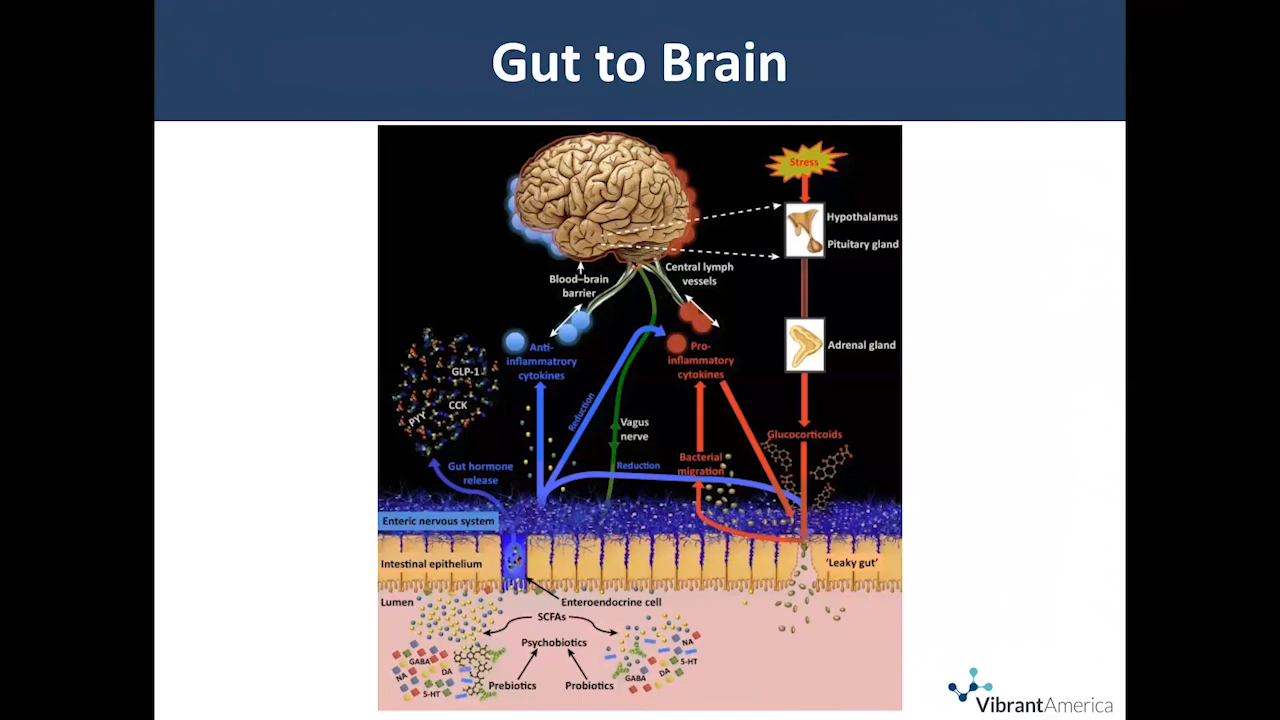 Gut to Brain
Stress
Hypothalamus
Pituitary gland
Blood–brain
barrier
Central lymph
vessels
Adrenal gland
Anti-
inflammatrory
cytokines
Pro-
inflammatory
cytokines
GLP-1
CCK
PYY
Reduction
Vagus
nerve
Glucocorticoids
Gut hormone
release
Reduction
Bacterial
migration
Enteric nervous system
Intestinal epithelium
'Leaky gut'
Lumen
Enteroendocrine cell
SCFAs
Psychobiotics
GABA
NA
DA
5-HT
NA
5-HT
DA
GABA
Prebiotics
Probiotics
VibrantAmerica